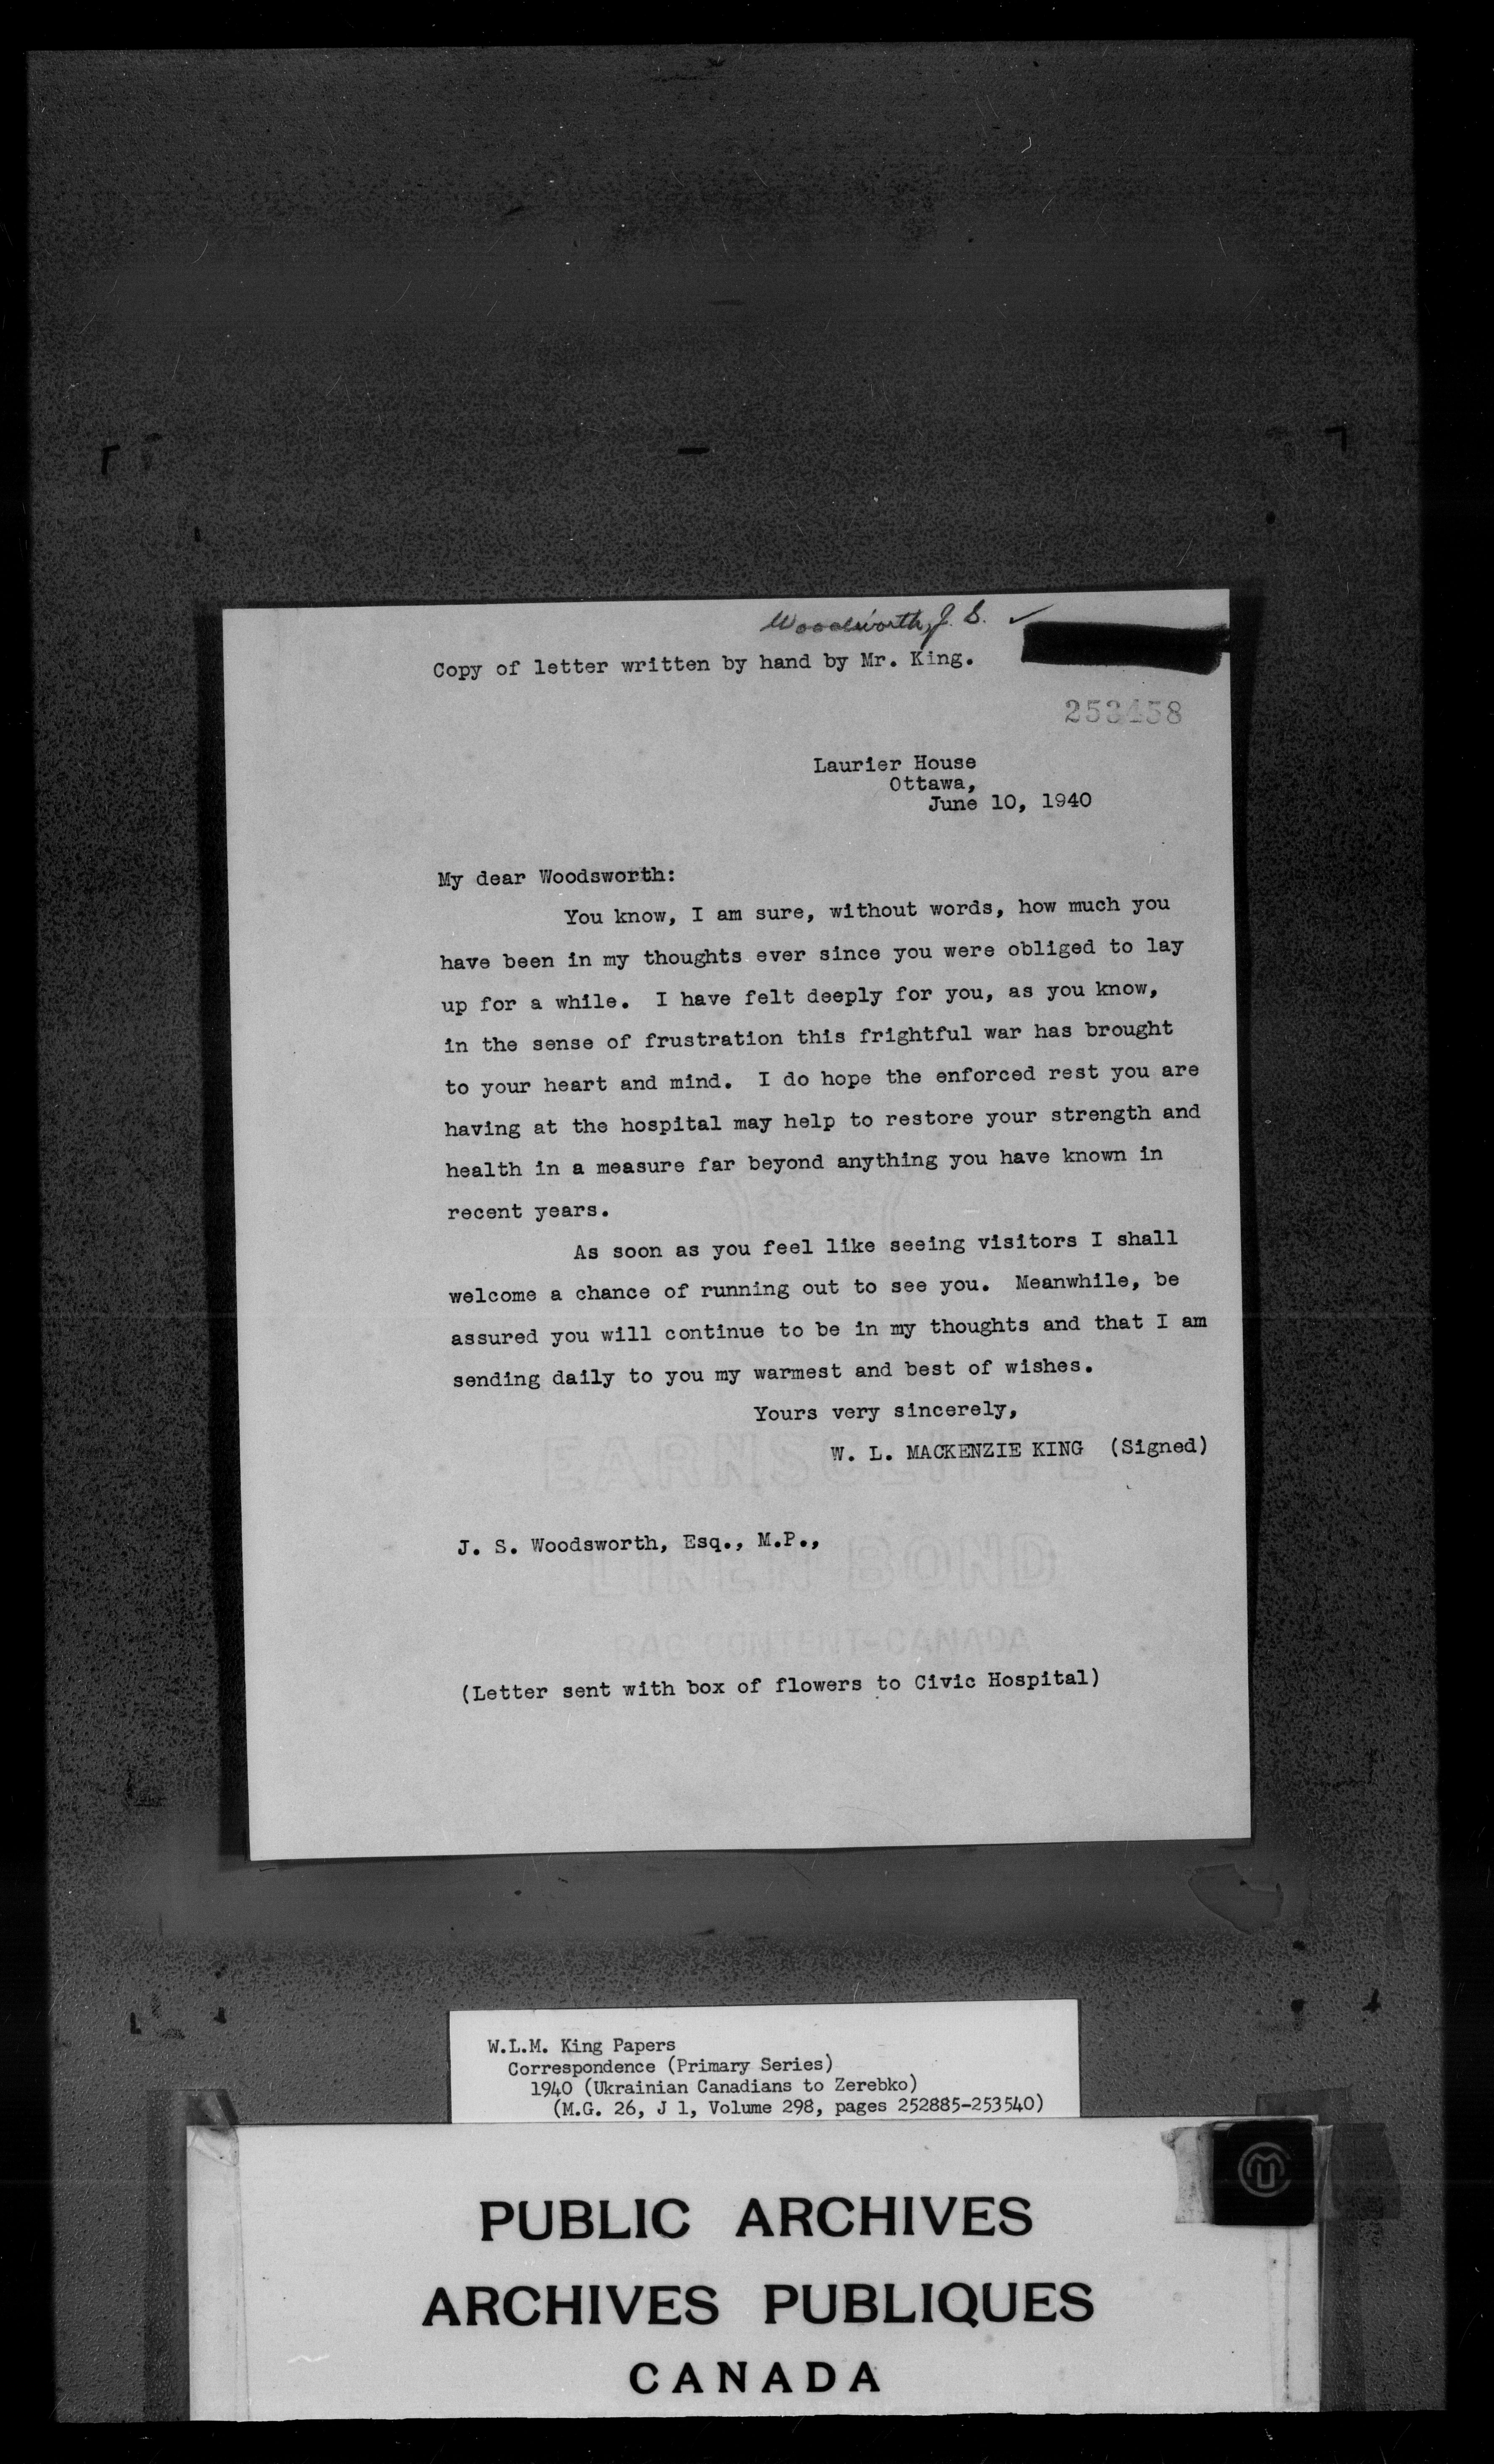 Woodsworth, J. S. ✓
Copy of letter written by hand by Mr. King.
253458
Laurier House
Ottawa,
June 10, 1940
My dear Woodsworth:
You know, I am sure, without words, how much you
have been in my thoughts ever since you were obliged to lay
up for a while. I have felt deeply for you, as you know,
in the sense of frustration this frightful war has brought
to your heart and mind. I do hope the enforced rest you are
having at the hospital may help to restore your strength and
health in a measure far beyond anything you have known in
recent years.
As soon as you feel like seeing visitors I shall
welcome a chance of running out to see you. Meanwhile, be
assured you will continue to be in my thoughts and that I am
sending daily to you my warmest and best of wishes.
Yours very sincerely,
W. L. MACKENZIE KING (Signed)
EARNSCLIFFE
J. S. Woodsworth, Esq., M.P.,
LINEN BOND
RAG CONTENT-CANADA
(Letter sent with box of flowers to Civic Hospital)
W.L.M. King Papers
Correspondence (Primary Series)
1940 (Ukrainian Canadians to Zerebko)
(M.G. 26, J 1, Volume 298, pages 252885-253540)
PUBLIC ARCHIVES
ARCHIVES PUBLIQUES
CANADA